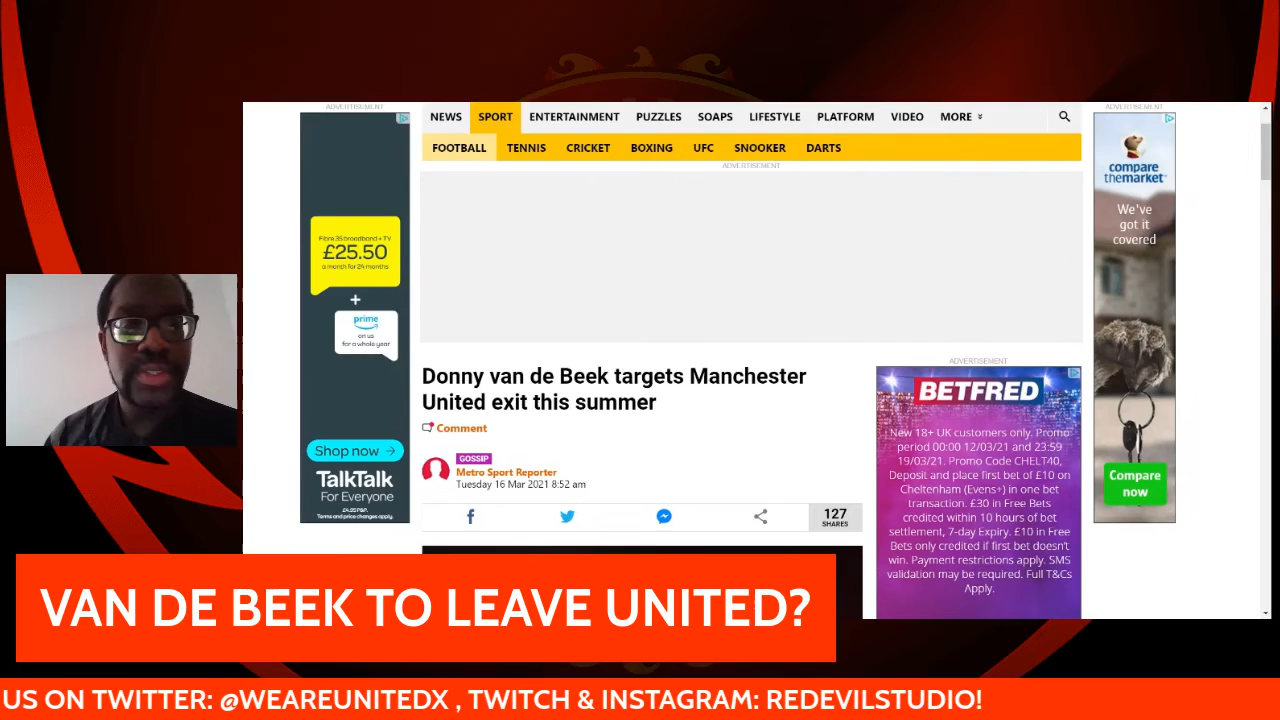 ADVERTISEMENT
Fibre 35 broadband + TV
£25.50
a month for 24 months
+
prime
on us
for a whole year
Shop now →
TalkTalk
For Everyone
£4.95 P&P.
Terms and price changes apply.
NEWS SPORT ENTERTAINMENT PUZZLES SOAPS LIFESTYLE PLATFORM VIDEO MORE
FOOTBALL TENNIS CRICKET BOXING UFC SNOOKER DARTS
ADVERTISEMENT
Donny van de Beek targets Manchester
United exit this summer
Comment
GOSSIP
Metro Sport Reporter
Tuesday 16 Mar 2021 8:52 am
127
SHARES
ADVERTISEMENT
BETFRED
New 18+ UK customers only. Promo
period 00:00 12/03/21 and 23:59
19/03/21. Promo Code CHELT40,
Deposit and place first bet of £10 on
Cheltenham (Evens+) in one bet
transaction. £30 in Free Bets
credited within 10 hours of bet
settlement, 7-day Expiry. £10 in Free
Bets only credited if first bet doesn't
win. Payment restrictions apply. SMS
validation may be required. Full T&Cs
Apply.
ADVERTISEMENT
compare
themarket
We've
got it
covered
Compare
now
VAN DE BEEK TO LEAVE UNITED?
US ON TWITTER: @WEAREUNITEDX , TWITCH & INSTAGRAM: REDEVILSTUDIO!